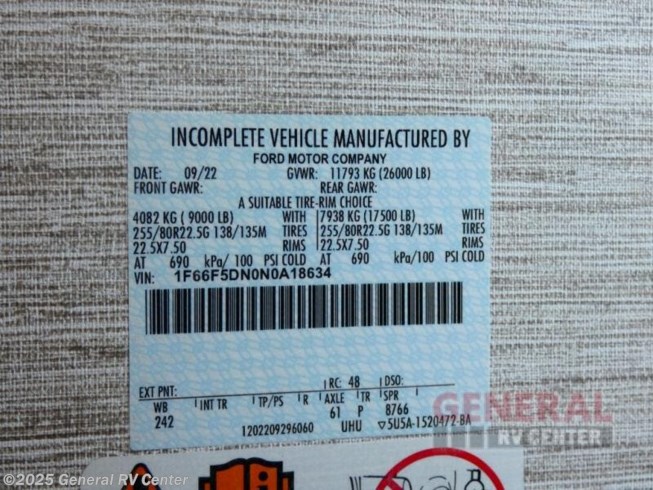 INCOMPLETE VEHICLE MANUFACTURED BY
FORD MOTOR COMPANY
DATE: 09/22 GVWR: 11793 KG (26000 LB)
FRONT GAWR: REAR GAWR:
A SUITABLE TIRE-RIM CHOICE
4082 KG ( 9000 LB) WITH 7938 KG (17500 LB) WITH
255/80R22.5G 138/135M TIRES 255/80R22.5G 138/135M TIRES
22.5X7.50 RIMS 22.5X7.50 RIMS
AT 690 kPa/ 100 PSI COLD AT 690 kPa/100 PSI COLD
VIN: 1F66F5DN0N0A18634
EXT PNT: RC: 48 DSO:
WB INT TR TP/PS R AXLE SPR
242 61 P 8766
1202209296060 UHU ▽5U5A-1520472-BA
GENERAL
RV CENTER
©2025 General RV Center